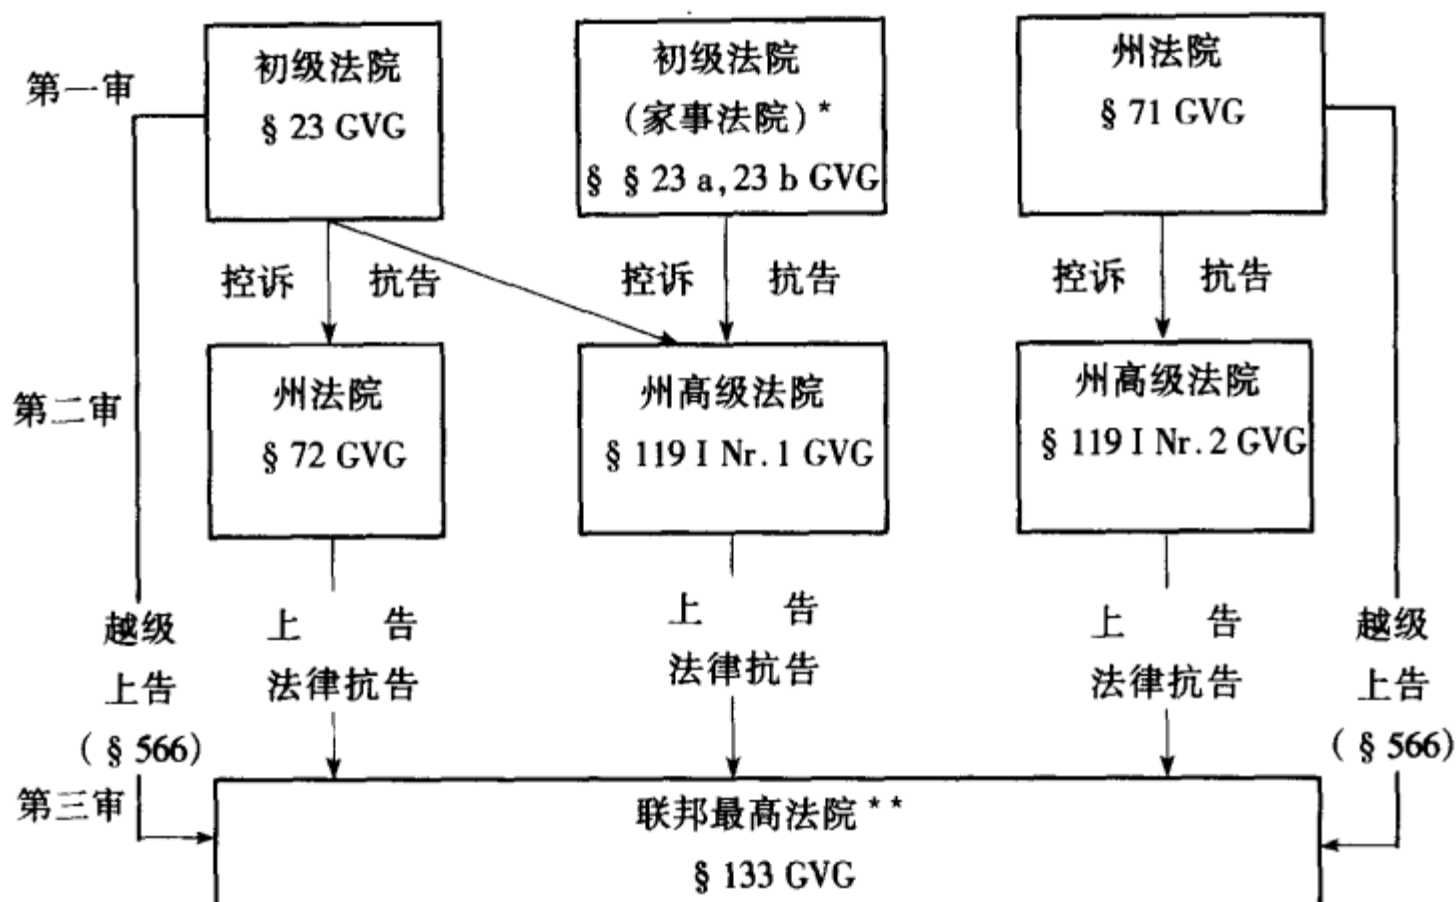 第一审
初级法院
§ 23 GVG
初级法院
(家事法院)*
§ § 23 a, 23 b GVG
州法院
§ 71 GVG
控诉 抗告
控诉 抗告
控诉 抗告
第二审
州法院
§ 72 GVG
州高级法院
§ 119 I Nr. 1 GVG
州高级法院
§ 119 I Nr. 2 GVG
越级
上告
( § 566)
上 告
法律抗告
上 告
法律抗告
上 告
法律抗告
越级
上告
( § 566)
第三审
联邦最高法院 * *
§ 133 GVG